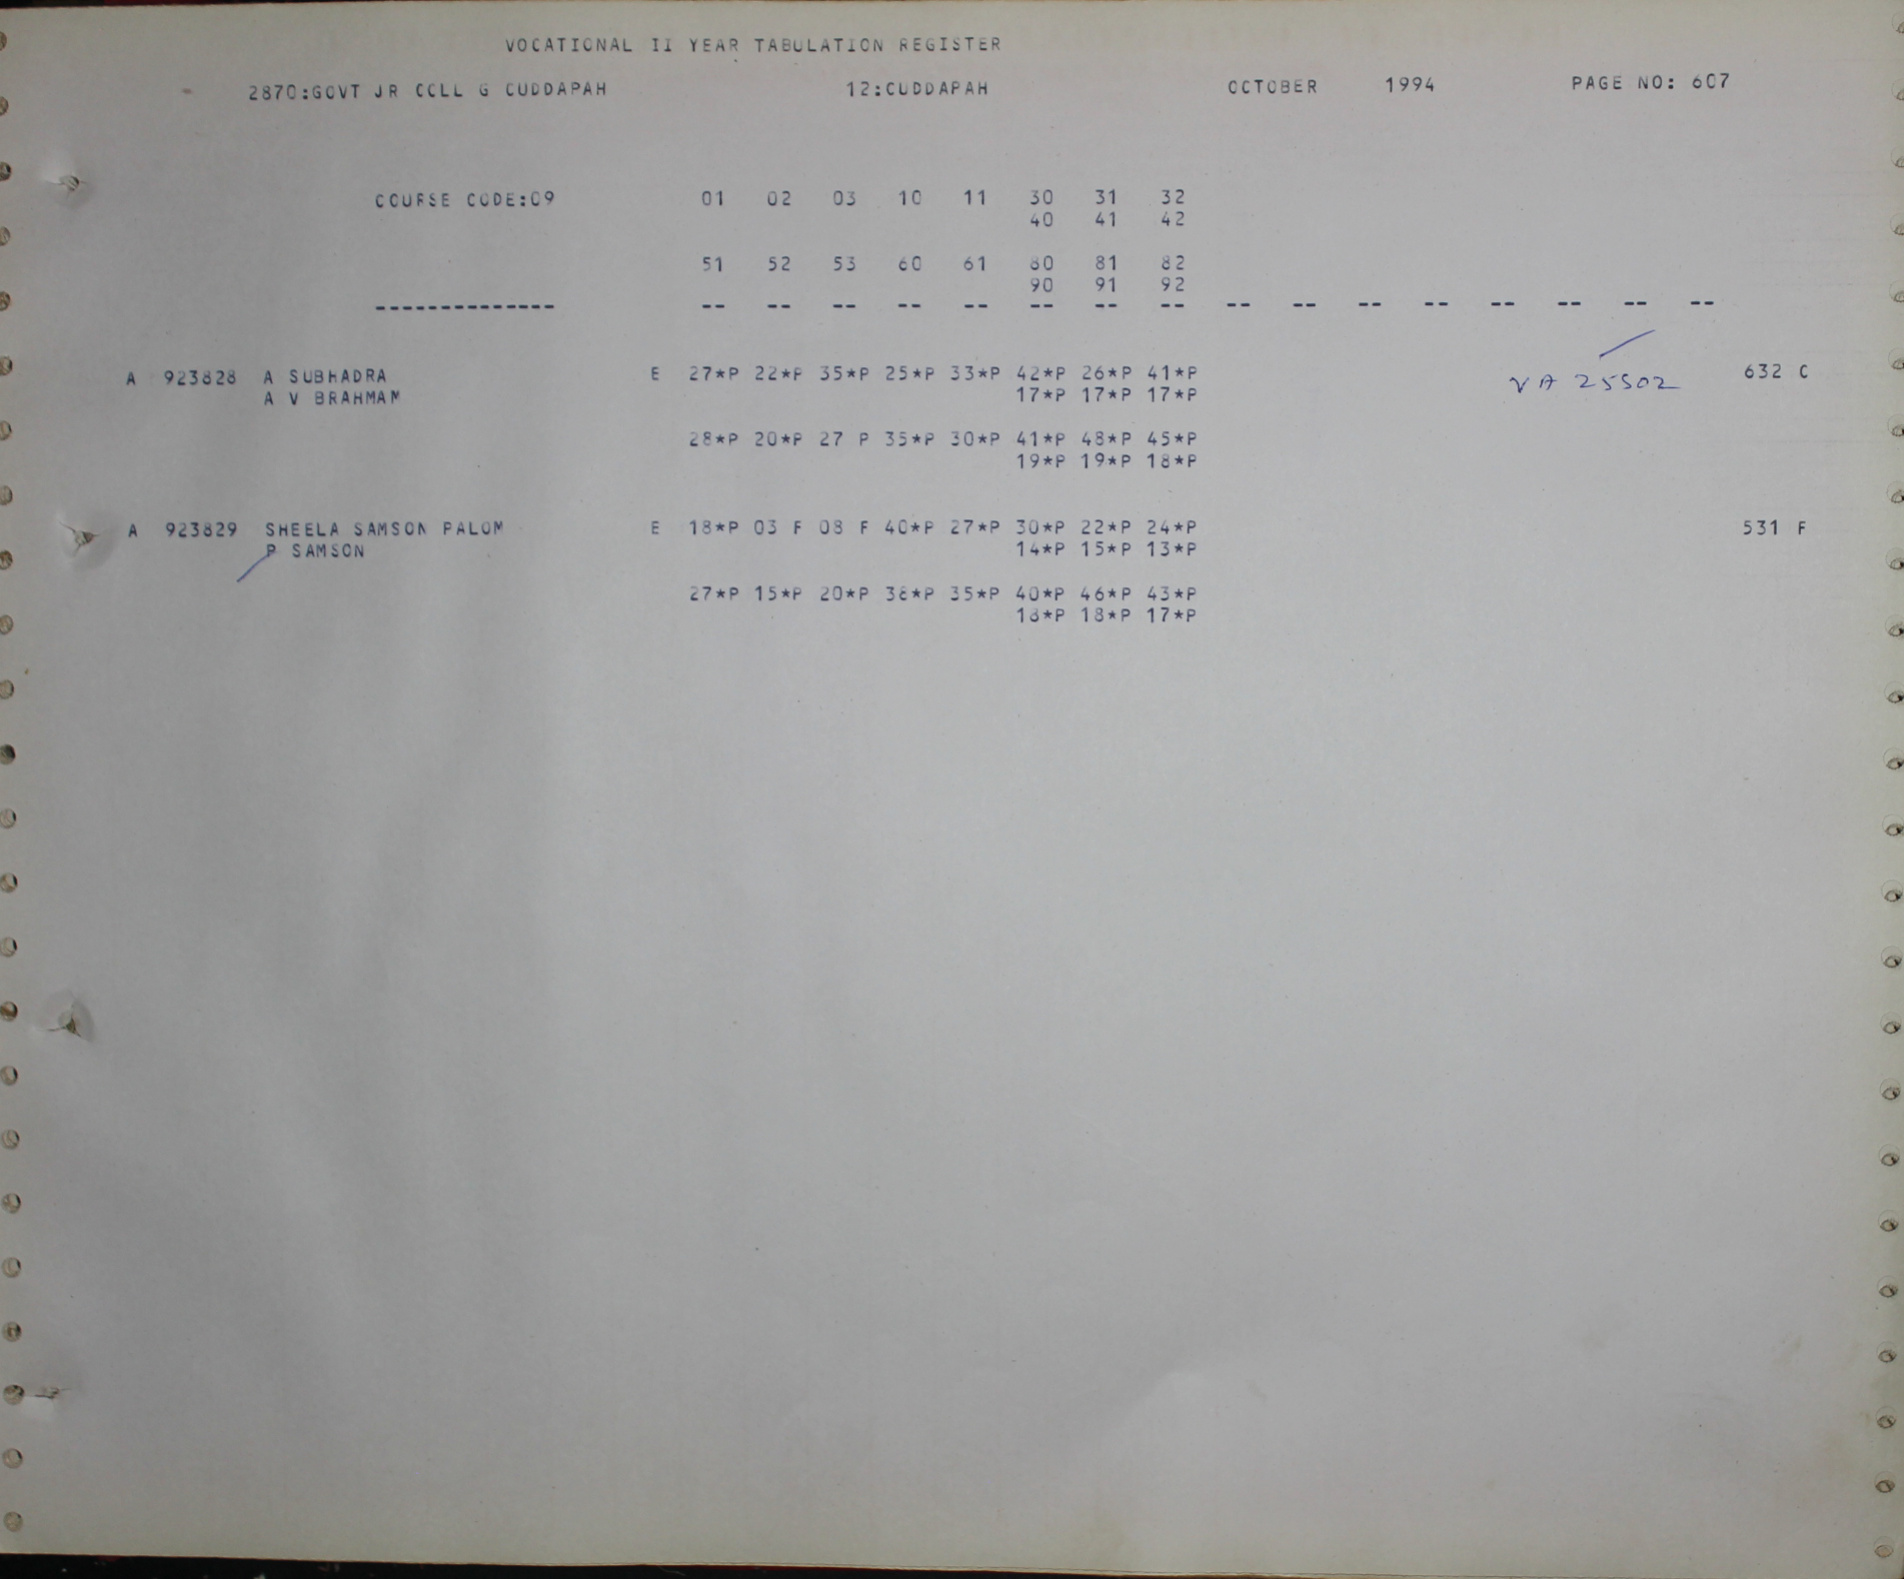 VOCATIONAL II YEAR TABULATION REGISTER
2870:GOVT JR COLL G CUDDAPAH 12:CUDDAPAH OCTOBER 1994 PAGE NO: 607
COURSE CODE:09 01 02 03 10 11 30 31 32
40 41 42
51 52 53 60 61 80 81 82
90 91 92
-------------- -- -- -- -- -- -- -- -- -- -- -- -- -- -- -- --
A 923828 A SUBHADRA E 27*P 22*P 35*P 25*P 33*P 42*P 26*P 41*P VA 25502 632 C
A V BRAHMAM 17*P 17*P 17*P
28*P 20*P 27 P 35*P 30*P 41*P 48*P 45*P
19*P 19*P 18*P
A 923829 SHEELA SAMSON PALOM E 18*P 03 F 08 F 40*P 27*P 30*P 22*P 24*P 531 F
P SAMSON 14*P 15*P 13*P
27*P 15*P 20*P 38*P 35*P 40*P 46*P 43*P
18*P 18*P 17*P